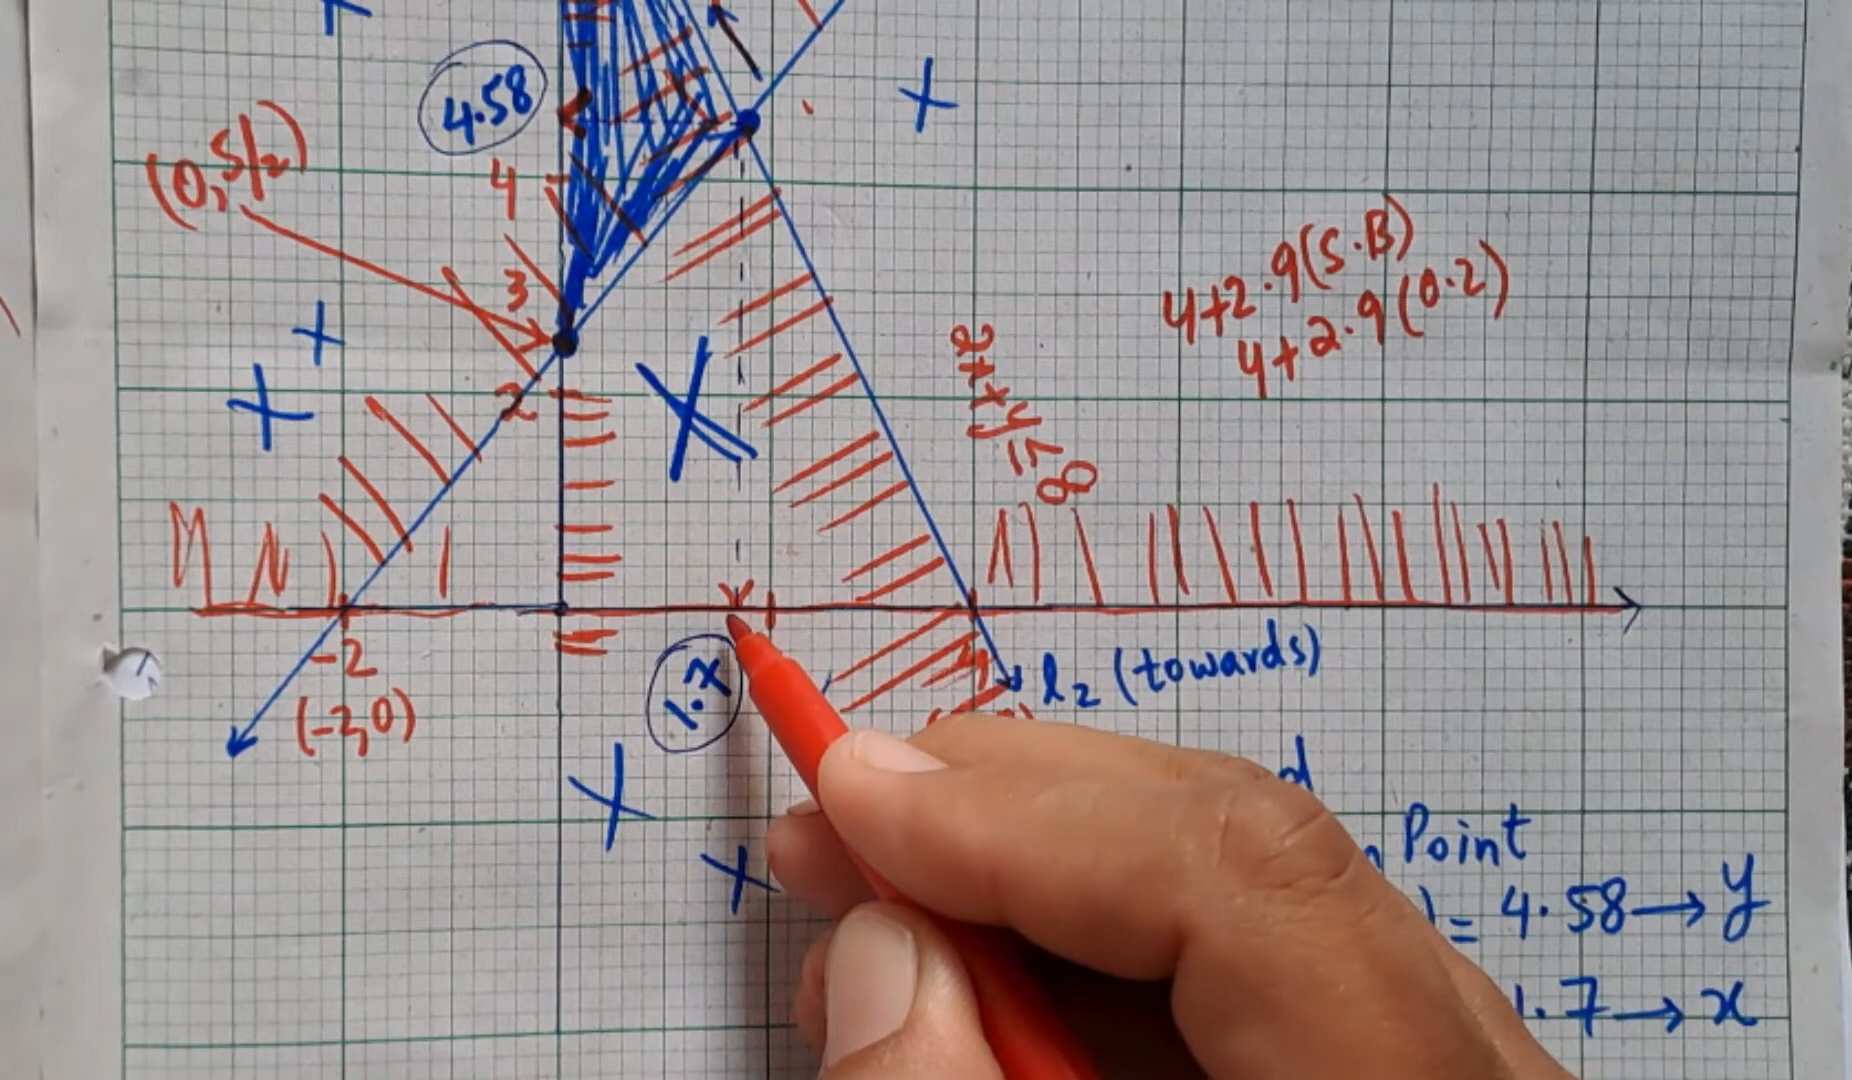 4.58
(0,5/2)
4
3
2
4+2.9(S.B)
4+2.9(0.2)
2x+y≤8
-2
(-2,0)
l2 (towards)
Point
= 4.58→y
1.7→x